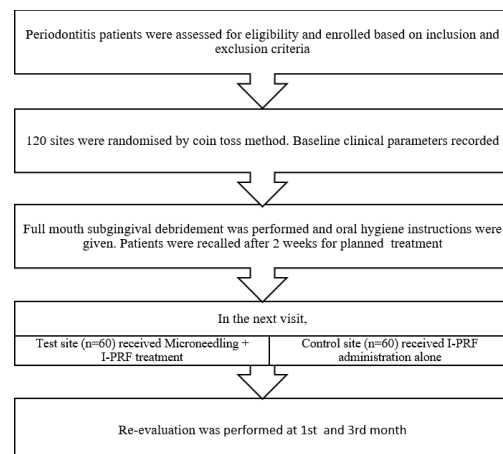 Periodontitis patients were assessed for eligibility and enrolled based on inclusion and
exclusion criteria
120 sites were randomised by coin toss method. Baseline clinical parameters recorded
Full mouth subgingival debridement was performed and oral hygiene instructions were
given. Patients were recalled after 2 weeks for planned treatment
In the next visit,
Test site (n=60) received Microneedling +
I-PRF treatment
Control site (n=60) received I-PRF
administration alone
Re-evaluation was performed at 1st and 3rd month